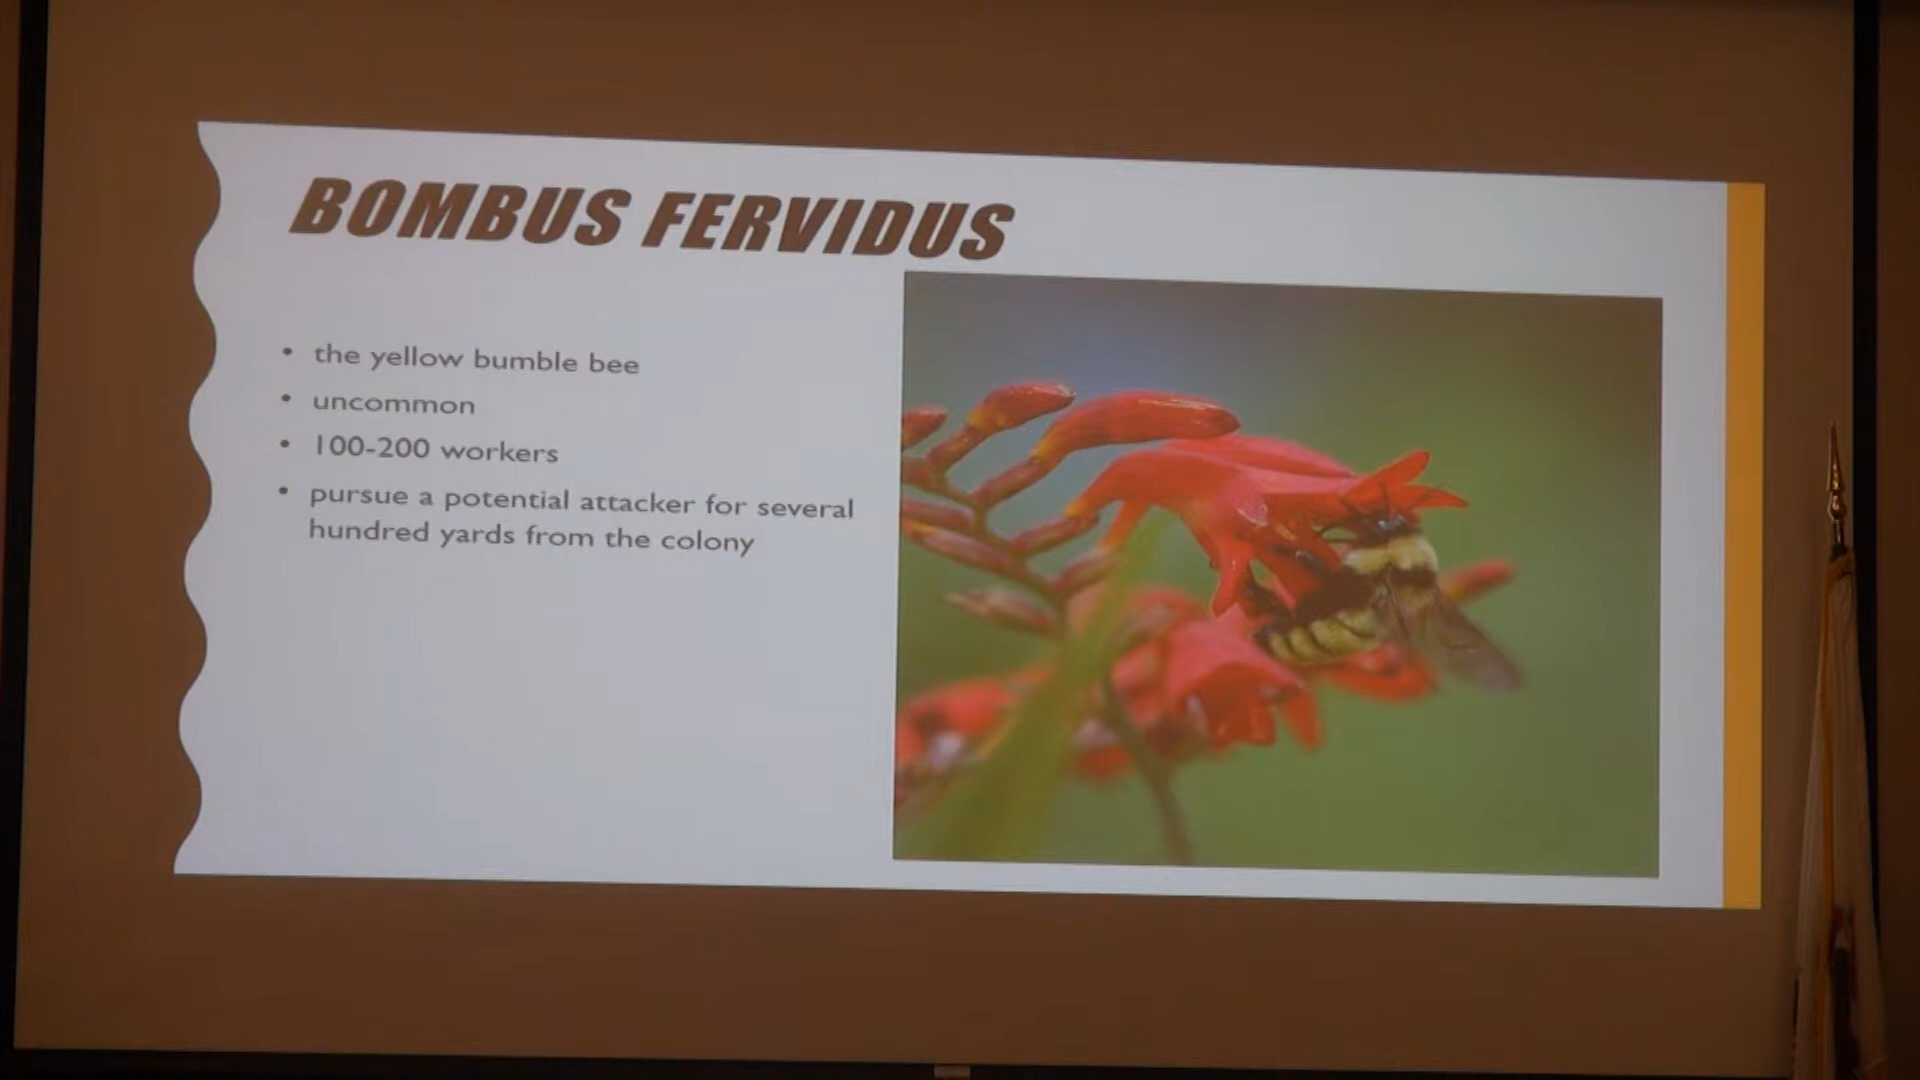 BOMBUS FERVIDUS
• the yellow bumble bee
• uncommon
• 100-200 workers
• pursue a potential attacker for several
hundred yards from the colony